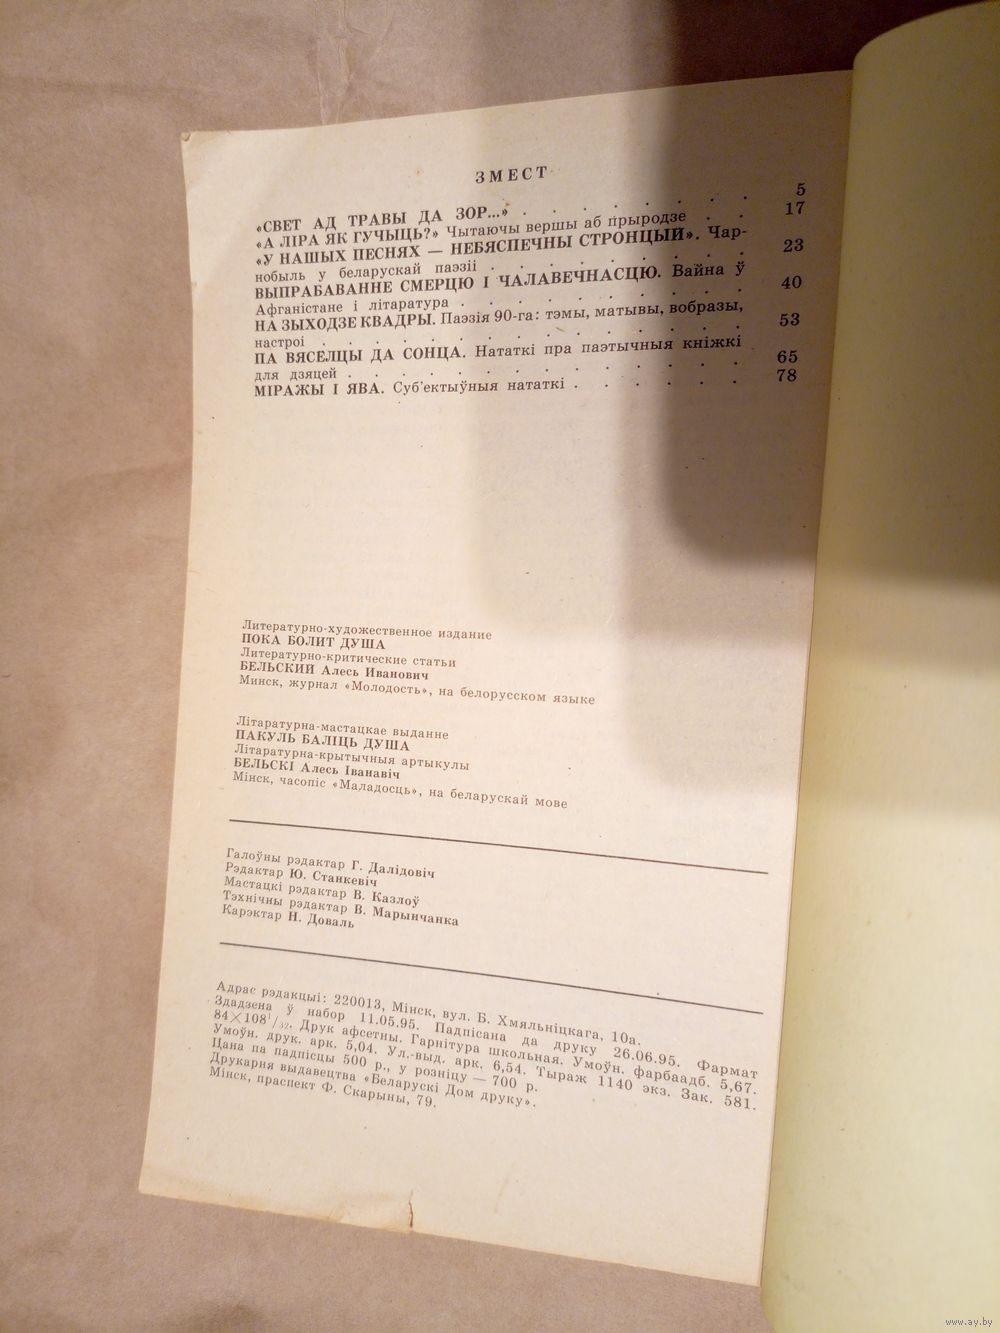 ЗМЕСТ
«СВЕТ АД ТРАВЫ ДА ЗОР...» . . . . . . . . 5
«А ЛІРА ЯК ГУЧЫЦЬ?» Чытаючы вершы аб прыродзе . . 17
«У НАШЫХ ПЕСНЯХ — НЕБЯСПЕЧНЫ СТРОНЦЫЙ». Чар-
нобыль у беларускай паэзіі . . . . . . . . 23
ВЫПРАБАВАННЕ СМЕРЦЮ І ЧАЛАВЕЧНАСЦЮ. Вайна ў
Афганістане і літаратура . . . . . . . . . 40
НА ЗЫХОДЗЕ КВАДРЫ. Паэзія 90-га: тэмы, матывы, вобразы,
настроі . . . . . . . . . . . . . 53
ПА ВЯСЕЛЦЫ ДА СОНЦА. Нататкі пра паэтычныя кніжкі
для дзяцей . . . . . . . . . . . . 65
МІРАЖЫ І ЯВА. Суб'ектыўныя нататкі . . . . . . 78
Литературно-художественное издание
ПОКА БОЛИТ ДУША
Литературно-критические статьи
БЕЛЬСКИЙ Алесь Иванович
Минск, журнал «Молодость», на белорусском языке
Літаратурна-мастацкае выданне
ПАКУЛЬ БАЛІЦЬ ДУША
Літаратурна-крытычныя артыкулы
БЕЛЬСКІ Алесь Іванавіч
Мінск, часопіс «Маладосць», на беларускай мове
Галоўны рэдактар Г. Далідовіч
Рэдактар Ю. Станкевіч
Мастацкі рэдактар В. Казлоў
Тэхнічны рэдактар В. Марынчанка
Карэктар Н. Доваль
Адрас рэдакцыі: 220013, Мінск, вул. Б. Хмяльніцкага, 10а.
Здадзена ў набор 11.05.95. Падпісана да друку 26.06.95. Фармат
84×108 1/32. Друк афсетны. Гарнітура школьная. Умоўн. фарбаадб. 5,67.
Умоўн. друк. арк. 5,04. Ул.-выд. арк. 6,54. Тыраж 1140 экз. Зак. 581.
Цана па падпісцы 500 р., у розніцу — 700 р.
Друкарня выдавецтва «Беларускі Дом друку».
Мінск, праспект Ф. Скарыны, 79.
www.ay.by